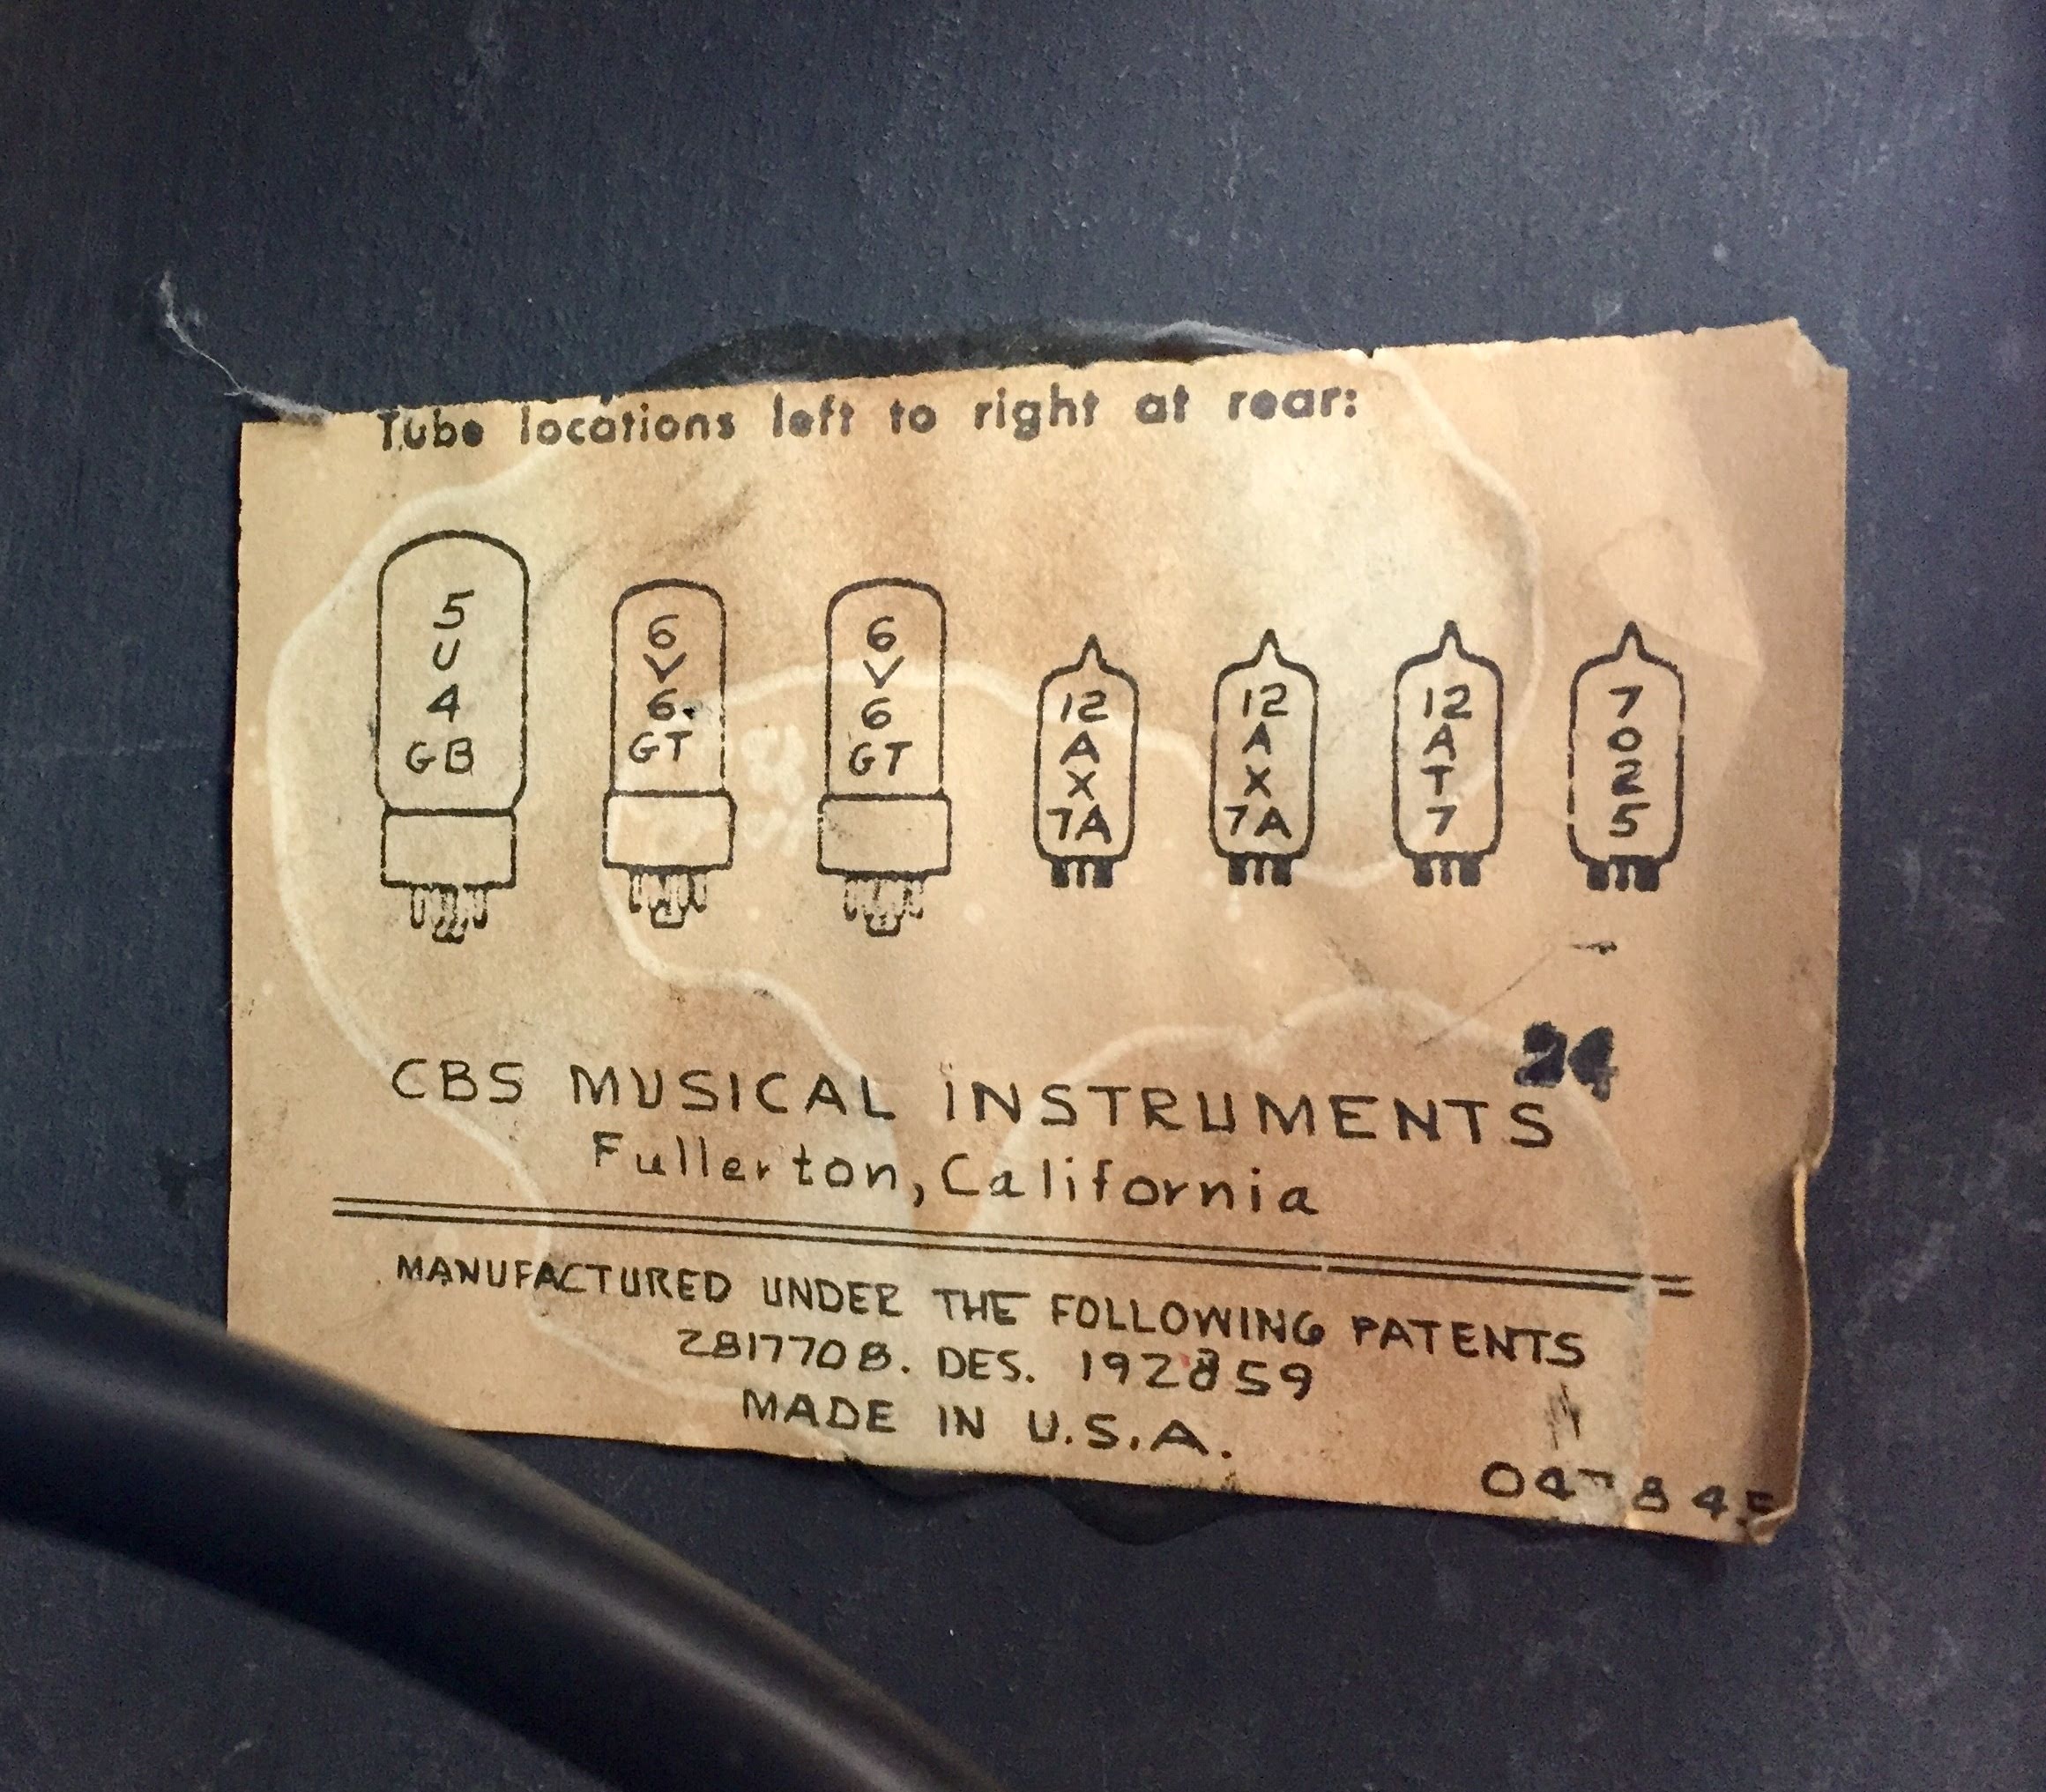 Tube locations left to right at rear:
5 U 4 GB
6 V 6 GT
6 V 6 GT
12 A X 7A
12 A X 7A
12 A T 7
7 0 2 5
24
CBS MUSICAL INSTRUMENTS
Fullerton, California
MANUFACTURED UNDER THE FOLLOWING PATENTS
2817708. DES. 192859
MADE IN U.S.A.